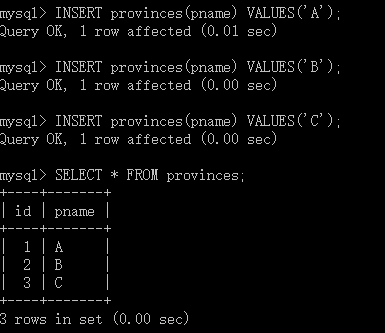 mysql> INSERT provinces(pname) VALUES('A');
Query OK, 1 row affected (0.01 sec)
mysql> INSERT provinces(pname) VALUES('B');
Query OK, 1 row affected (0.00 sec)
mysql> INSERT provinces(pname) VALUES('C');
Query OK, 1 row affected (0.00 sec)
mysql> SELECT * FROM provinces;
+----+-------+
| id | pname |
+----+-------+
|  1 | A     |
|  2 | B     |
|  3 | C     |
+----+-------+
3 rows in set (0.00 sec)